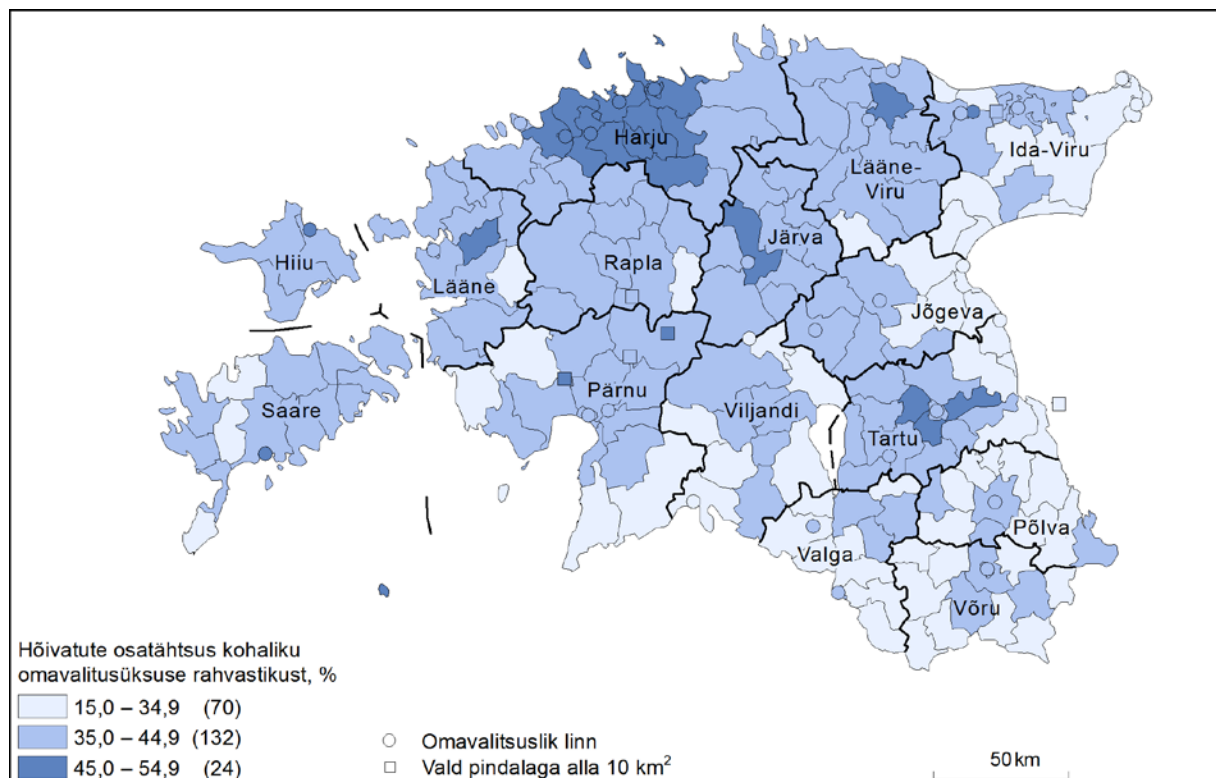 Harju
Lääne-
Viru
Ida-Viru
Hiiu
Lääne
Rapla
Järva
Jõgeva
Saare
Pärnu
Viljandi
Tartu
Põlva
Valga
Võru
Hõivatute osatähtsus kohaliku
omavalitsüksuse rahvastikust, %
15,0 – 34,9 (70)
35,0 – 44,9 (132)
45,0 – 54,9 (24)
Omavalitsuslik linn
Vald pindalaga alla 10 km²
50 km